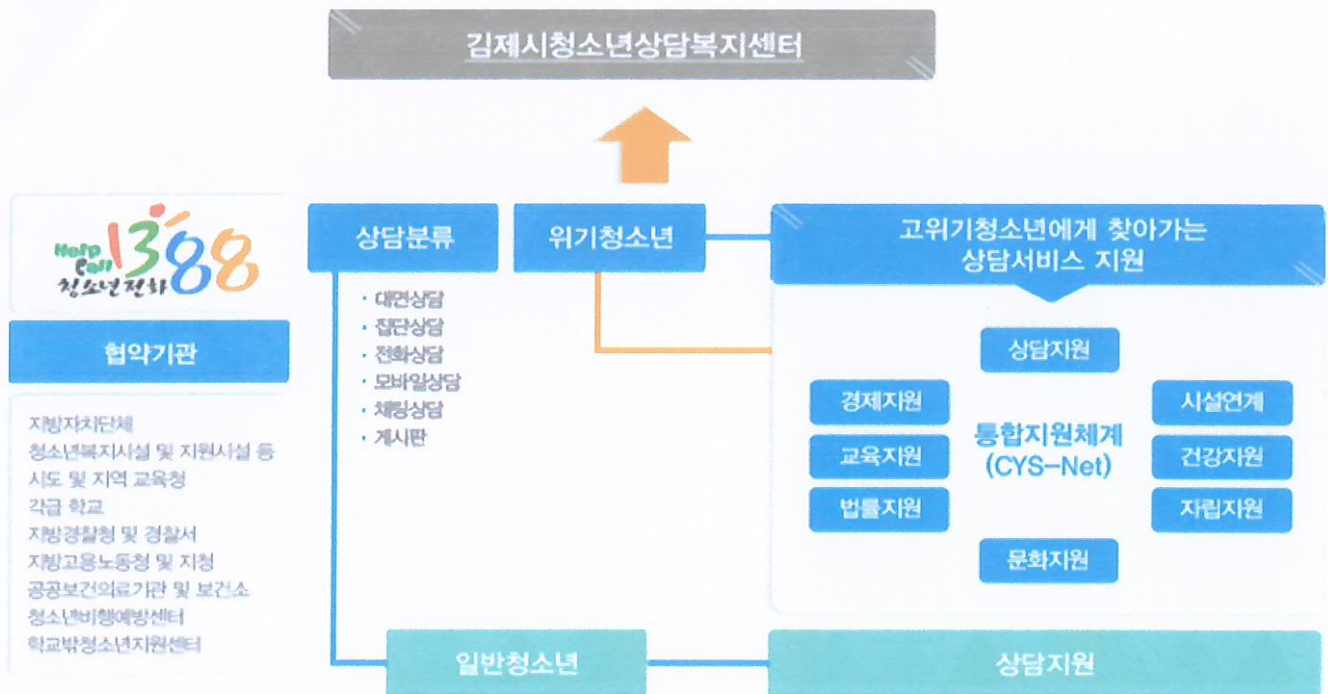 김제시청소년상담복지센터
Help
Call
1388
청소년전화
협약기관
지방자치단체
청소년복지시설 및 지원시설 등
시도 및 지역 교육청
각급 학교
지방경찰청 및 경찰서
지방고용노동청 및 지청
공공보건의료기관 및 보건소
청소년비행예방센터
학교밖청소년지원센터
상담분류
· 대면상담
· 집단상담
· 전화상담
· 모바일상담
· 채팅상담
· 게시판
위기청소년
고위기청소년에게 찾아가는
상담서비스 지원
상담지원
경제지원
교육지원
법률지원
통합지원체계
(CYS-Net)
시설연계
건강지원
자립지원
문화지원
일반청소년
상담지원